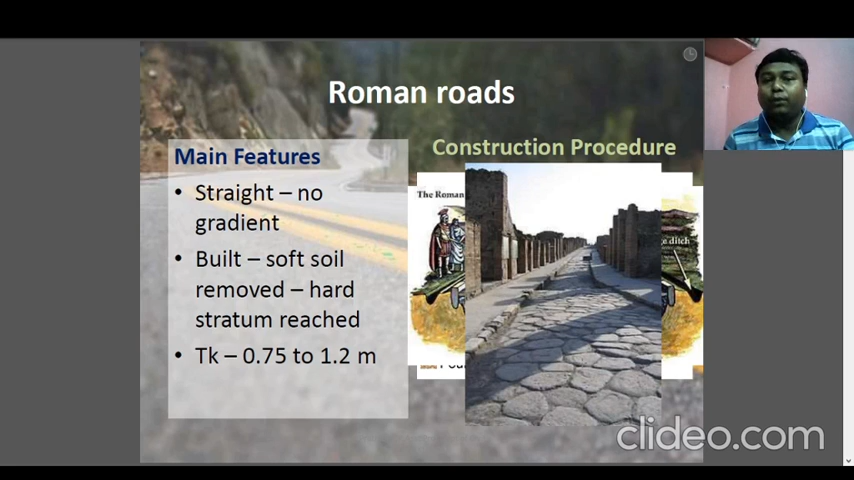 Roman roads
Main Features
• Straight – no
gradient
• Built – soft soil
removed – hard
stratum reached
• Tk – 0.75 to 1.2 m
Construction Procedure
The Roman
ditch
clideo.com